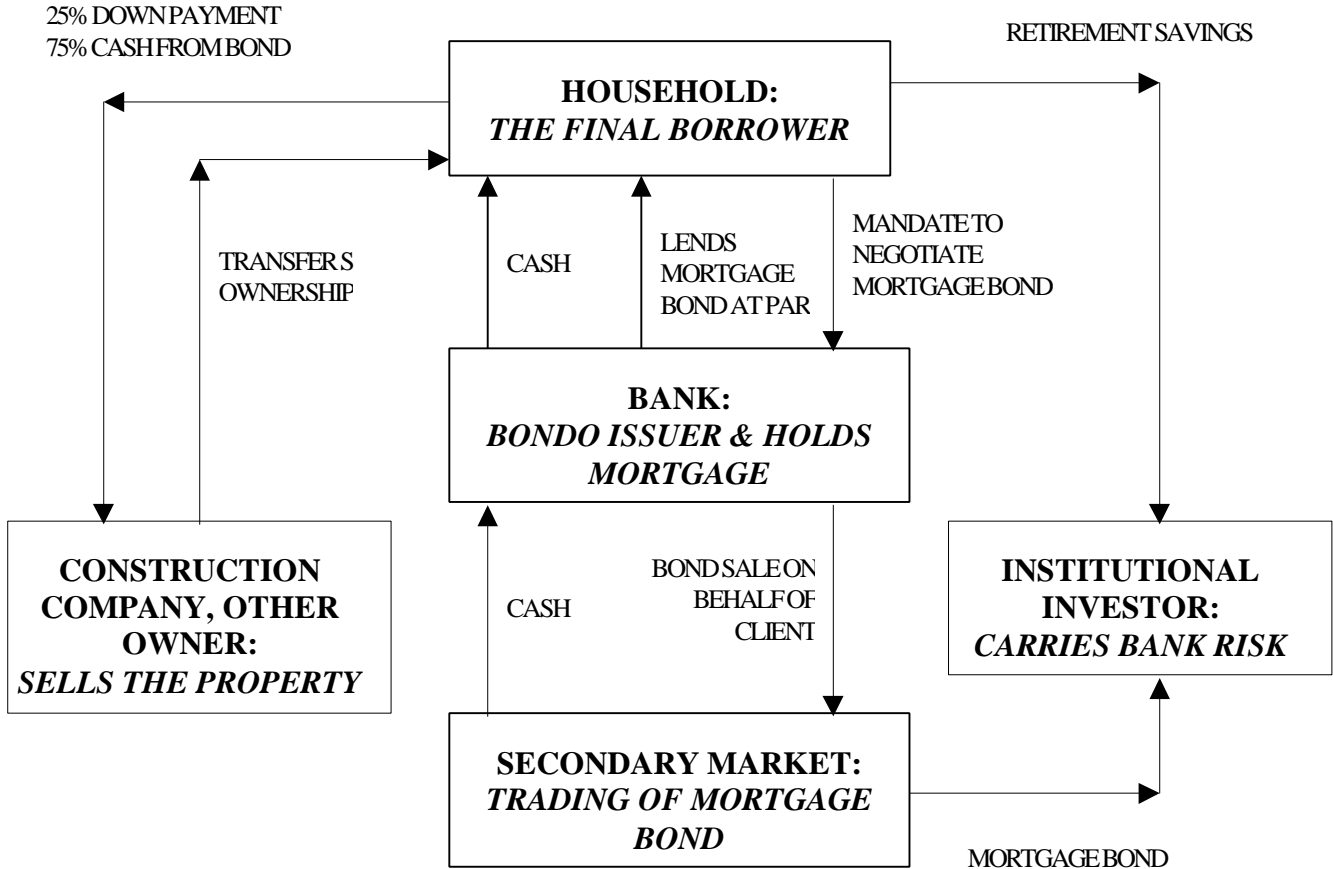 25% DOWN PAYMENT
75% CASH FROM BOND
RETIREMENT SAVINGS
HOUSEHOLD:
THE FINAL BORROWER
TRANSFER S
OWNERSHIP
CASH
LENDS
MORTGAGE
BOND AT PAR
MANDATE TO
NEGOTIATE
MORTGAGE BOND
BANK:
BONDO ISSUER & HOLDS
MORTGAGE
CONSTRUCTION
COMPANY, OTHER
OWNER:
SELLS THE PROPERTY
CASH
BOND SALE ON
BEHALF OF
CLIENT
INSTITUTIONAL
INVESTOR:
CARRIES BANK RISK
SECONDARY MARKET:
TRADING OF MORTGAGE
BOND
MORTGAGE BOND